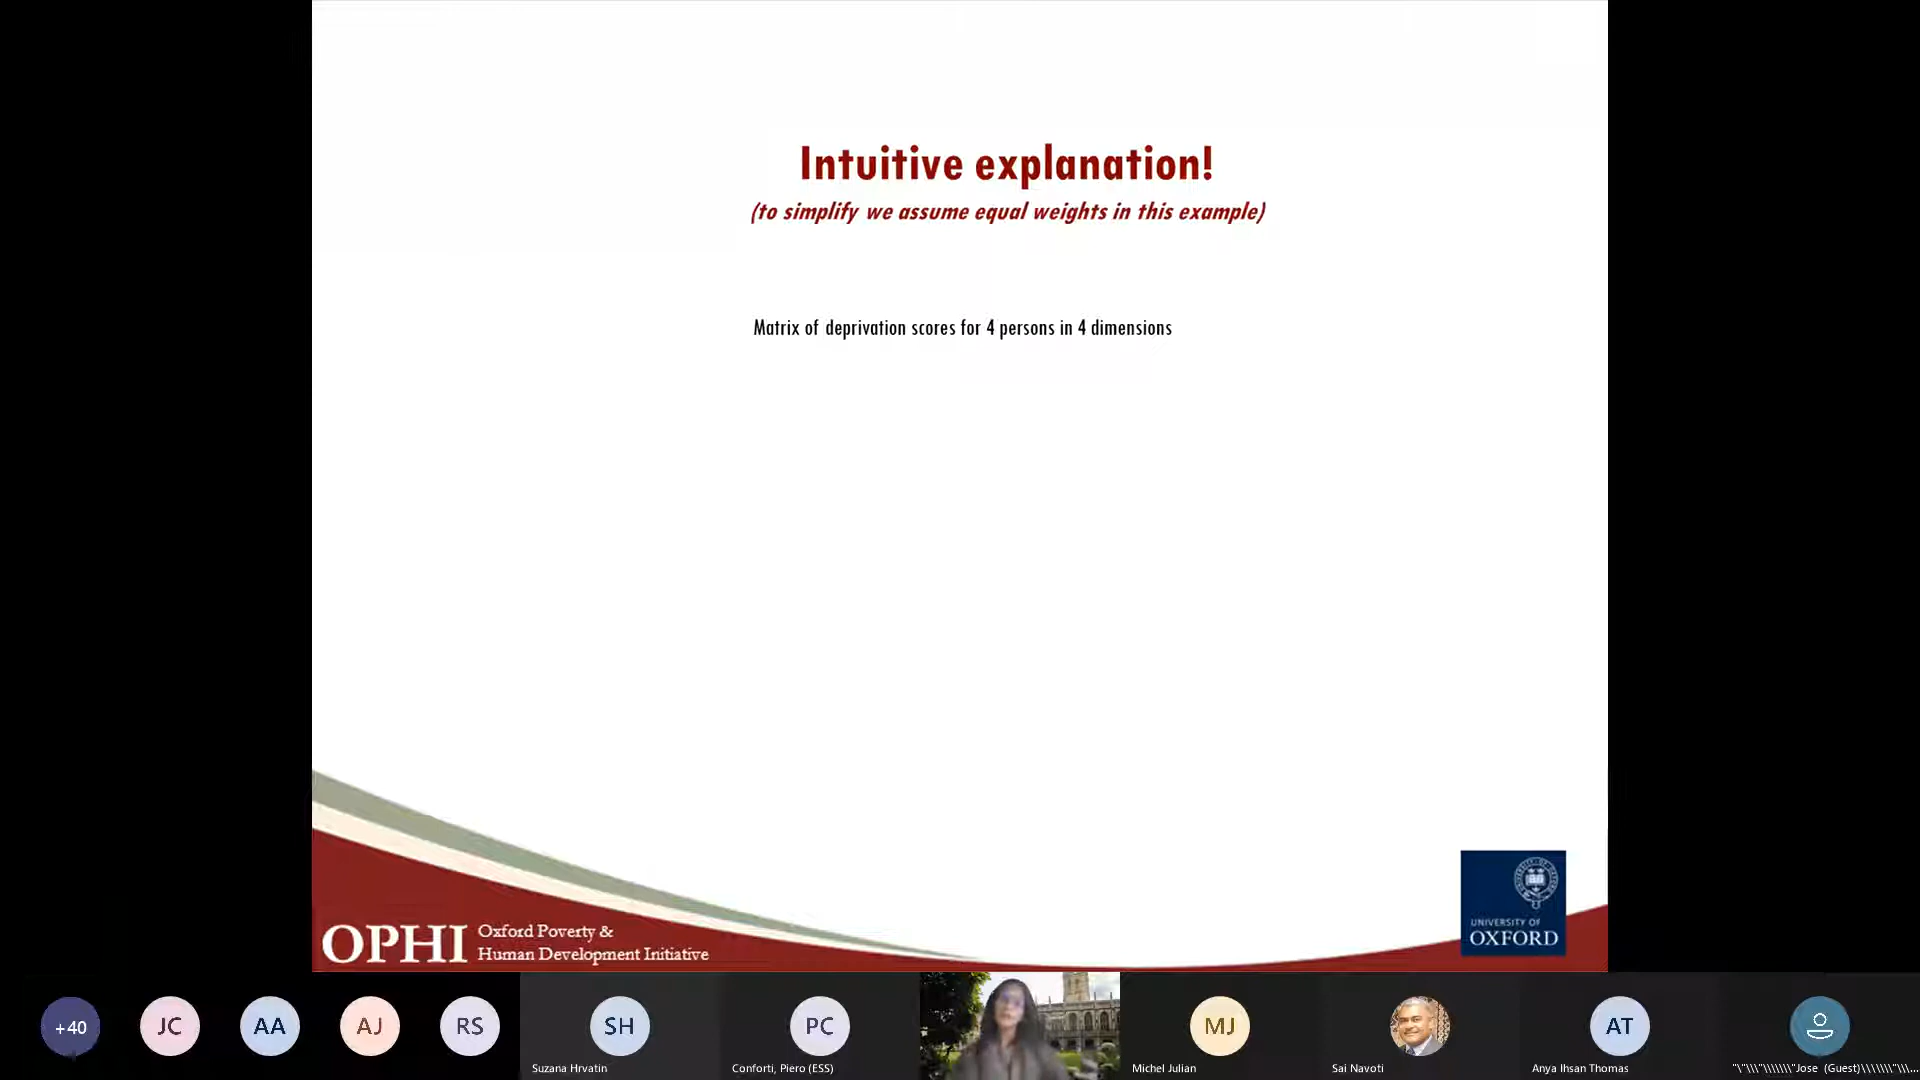 Intuitive explanation!
(to simplify we assume equal weights in this example)
Matrix of deprivation scores for 4 persons in 4 dimensions
OPHI
Oxford Poverty &
Human Development Initiative
UNIVERSITY OF
OXFORD
+40
JC
AA
AJ
RS
SH
PC
MJ
AT
Suzana Hrvatin
Conforti, Piero (ESS)
Michel Julian
Sai Navoti
Anya Ihsan Thomas
"\"\\\"\\\\\\\"Jose (Guest)\\\\\\\"\\...